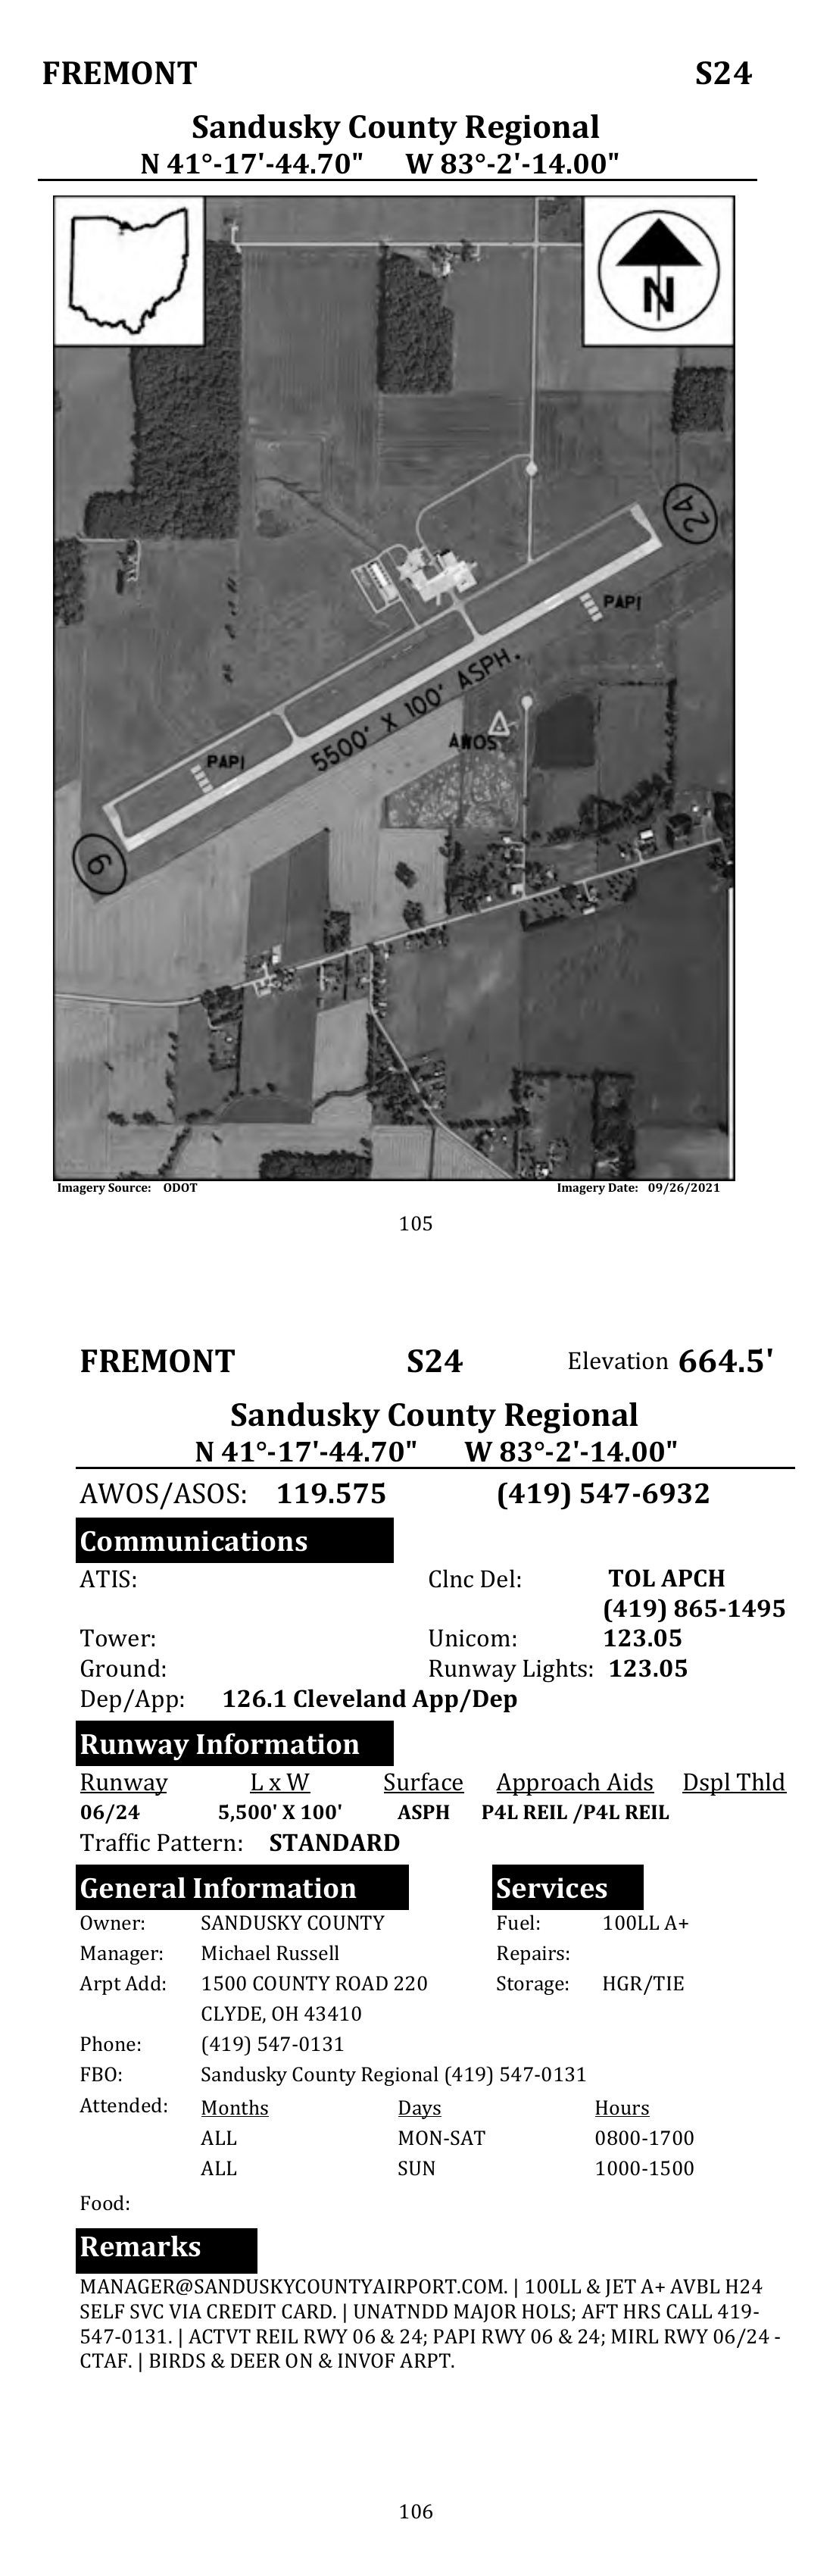 FREMONT S24
Sandusky County Regional
N 41°-17'-44.70" W 83°-2'-14.00"
N
24
PAPI
5500' X 100' ASPH.
AWOS
PAPI
6
Imagery Source: ODOT Imagery Date: 09/26/2021
105
FREMONT S24 Elevation 664.5'
Sandusky County Regional
N 41°-17'-44.70" W 83°-2'-14.00"
AWOS/ASOS: 119.575 (419) 547-6932
Communications
ATIS: Clnc Del: TOL APCH
(419) 865-1495
Tower: Unicom: 123.05
Ground: Runway Lights: 123.05
Dep/App: 126.1 Cleveland App/Dep
Runway Information
Runway L x W Surface Approach Aids Dspl Thld
06/24 5,500' X 100' ASPH P4L REIL /P4L REIL
Traffic Pattern: STANDARD
General Information Services
Owner: SANDUSKY COUNTY Fuel: 100LL A+
Manager: Michael Russell Repairs:
Arpt Add: 1500 COUNTY ROAD 220 Storage: HGR/TIE
CLYDE, OH 43410
Phone: (419) 547-0131
FBO: Sandusky County Regional (419) 547-0131
Attended: Months Days Hours
ALL MON-SAT 0800-1700
ALL SUN 1000-1500
Food:
Remarks
MANAGER@SANDUSKYCOUNTYAIRPORT.COM. | 100LL & JET A+ AVBL H24
SELF SVC VIA CREDIT CARD. | UNATNDD MAJOR HOLS; AFT HRS CALL 419-
547-0131. | ACTVT REIL RWY 06 & 24; PAPI RWY 06 & 24; MIRL RWY 06/24 -
CTAF. | BIRDS & DEER ON & INVOF ARPT.
106